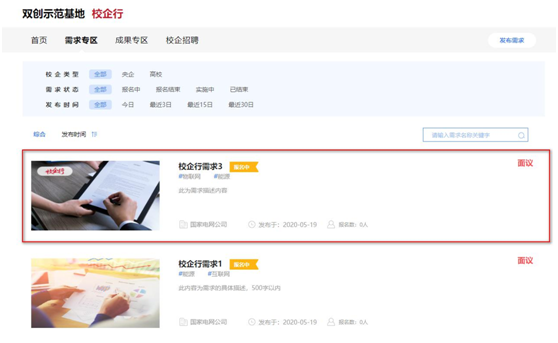 双创示范基地 校企行
首页 需求专区 成果专区 校企招聘 发布需求
校企类型 全部 央企 高校
需求状态 全部 报名中 报名结束 实施中 已结束
发布时间 全部 今日 最近3日 最近15日 最近30日
综合 发布时间 请输入需求名称关键字
校企行
校企行需求3 报名中 面议
#物联网 #能源
此为需求描述内容
国家电网公司 发布于：2020-05-19 报名数：0人
校企行需求1 报名中 面议
#能源 #互联网
此内容为需求的具体描述，500字以内
国家电网公司 发布于：2020-05-19 报名数：0人